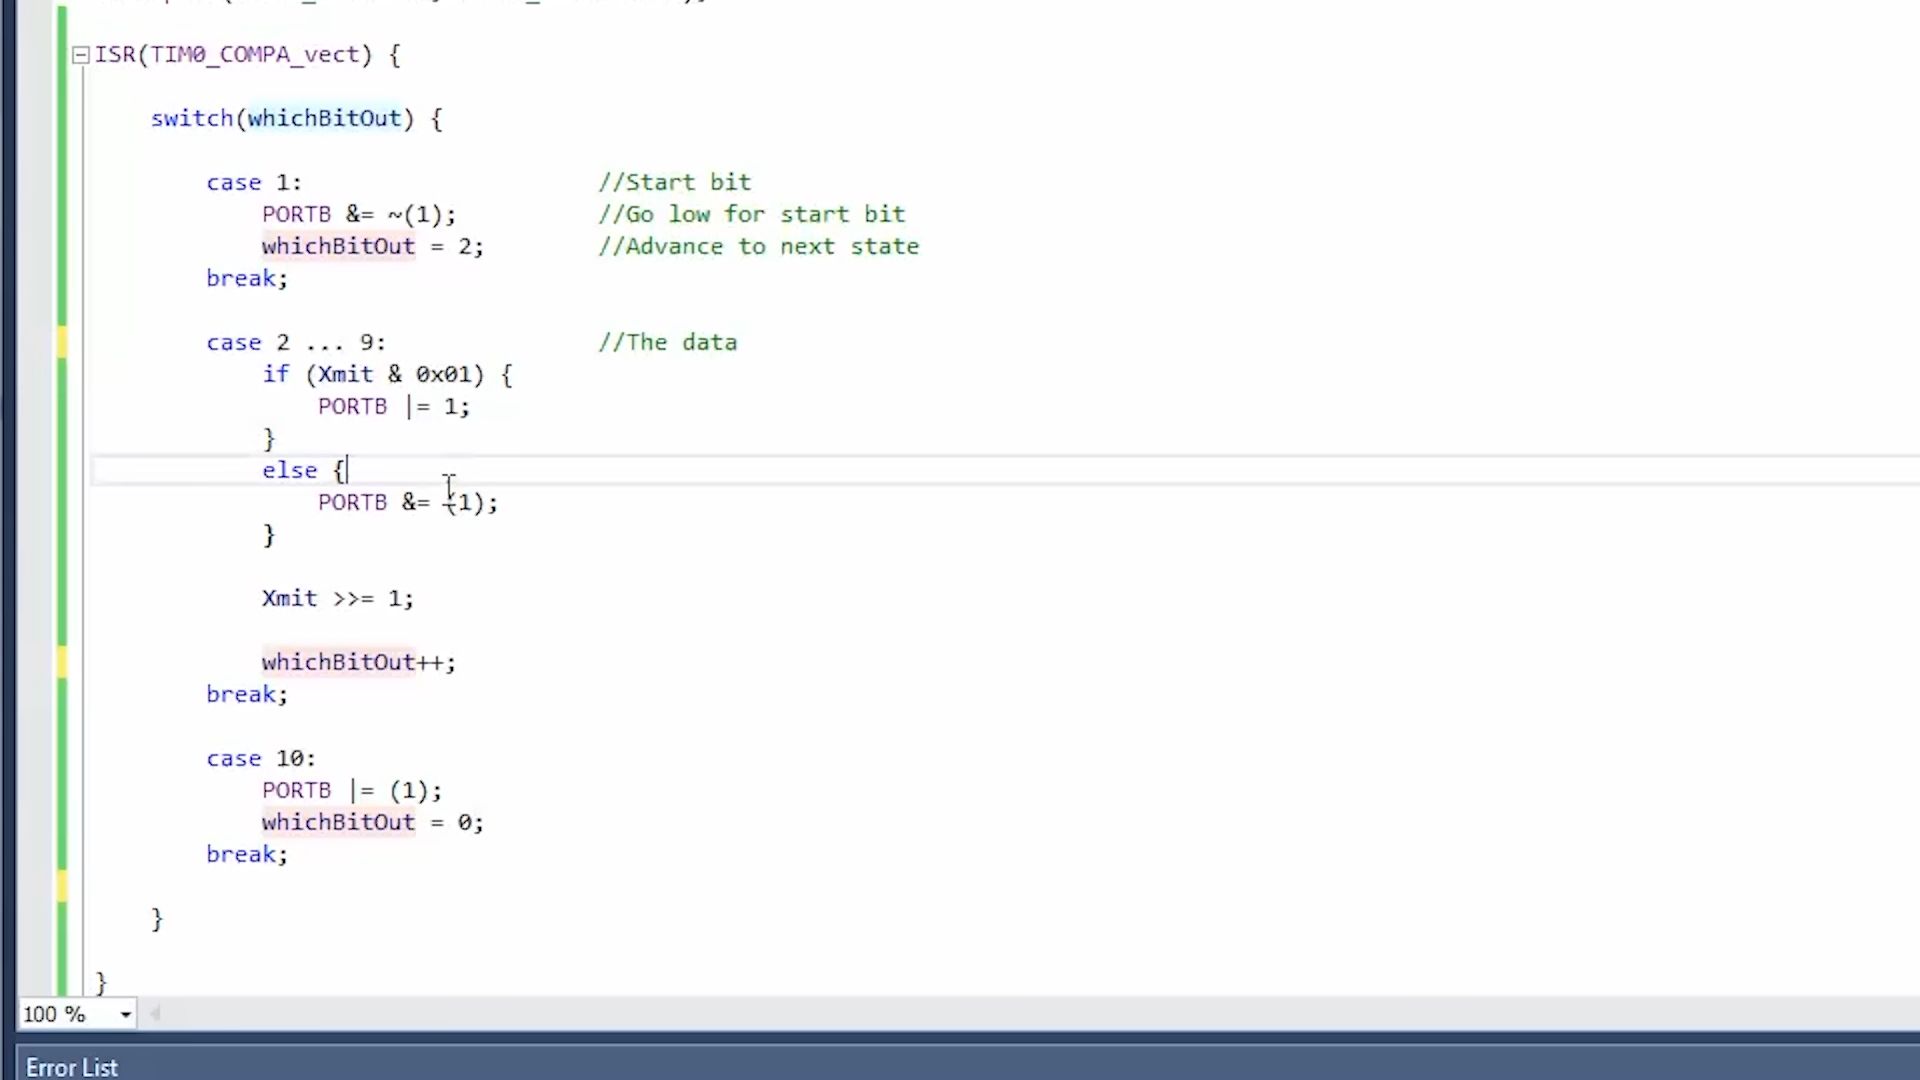 ISR(TIM0_COMPA_vect) {
switch(whichBitOut) {
case 1: //Start bit
PORTB &= ~(1); //Go low for start bit
whichBitOut = 2; //Advance to next state
break;
case 2 ... 9: //The data
if (Xmit & 0x01) {
PORTB |= 1;
}
else {
PORTB &= (1);
}
Xmit >>= 1;
whichBitOut++;
break;
case 10:
PORTB |= (1);
whichBitOut = 0;
break;
}
}
100 %
Error List